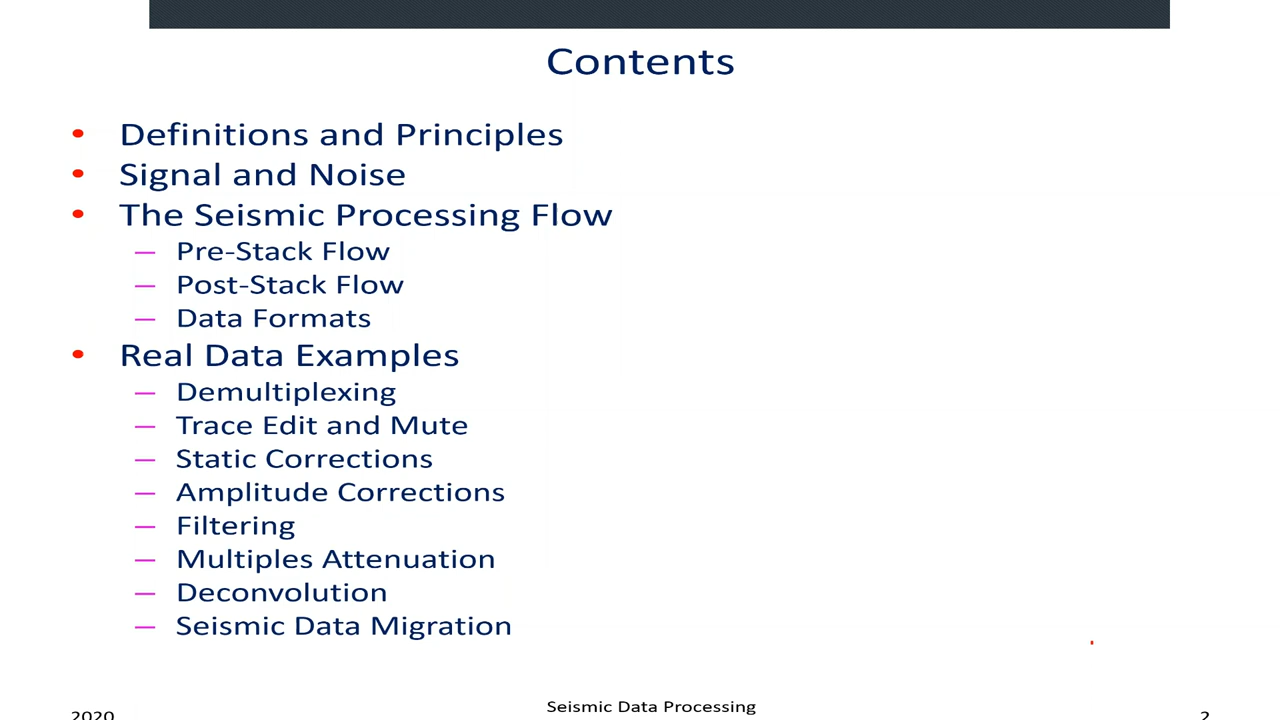 Contents
• Definitions and Principles
• Signal and Noise
• The Seismic Processing Flow
— Pre-Stack Flow
— Post-Stack Flow
— Data Formats
• Real Data Examples
— Demultiplexing
— Trace Edit and Mute
— Static Corrections
— Amplitude Corrections
— Filtering
— Multiples Attenuation
— Deconvolution
— Seismic Data Migration
2020
Seismic Data Processing
2